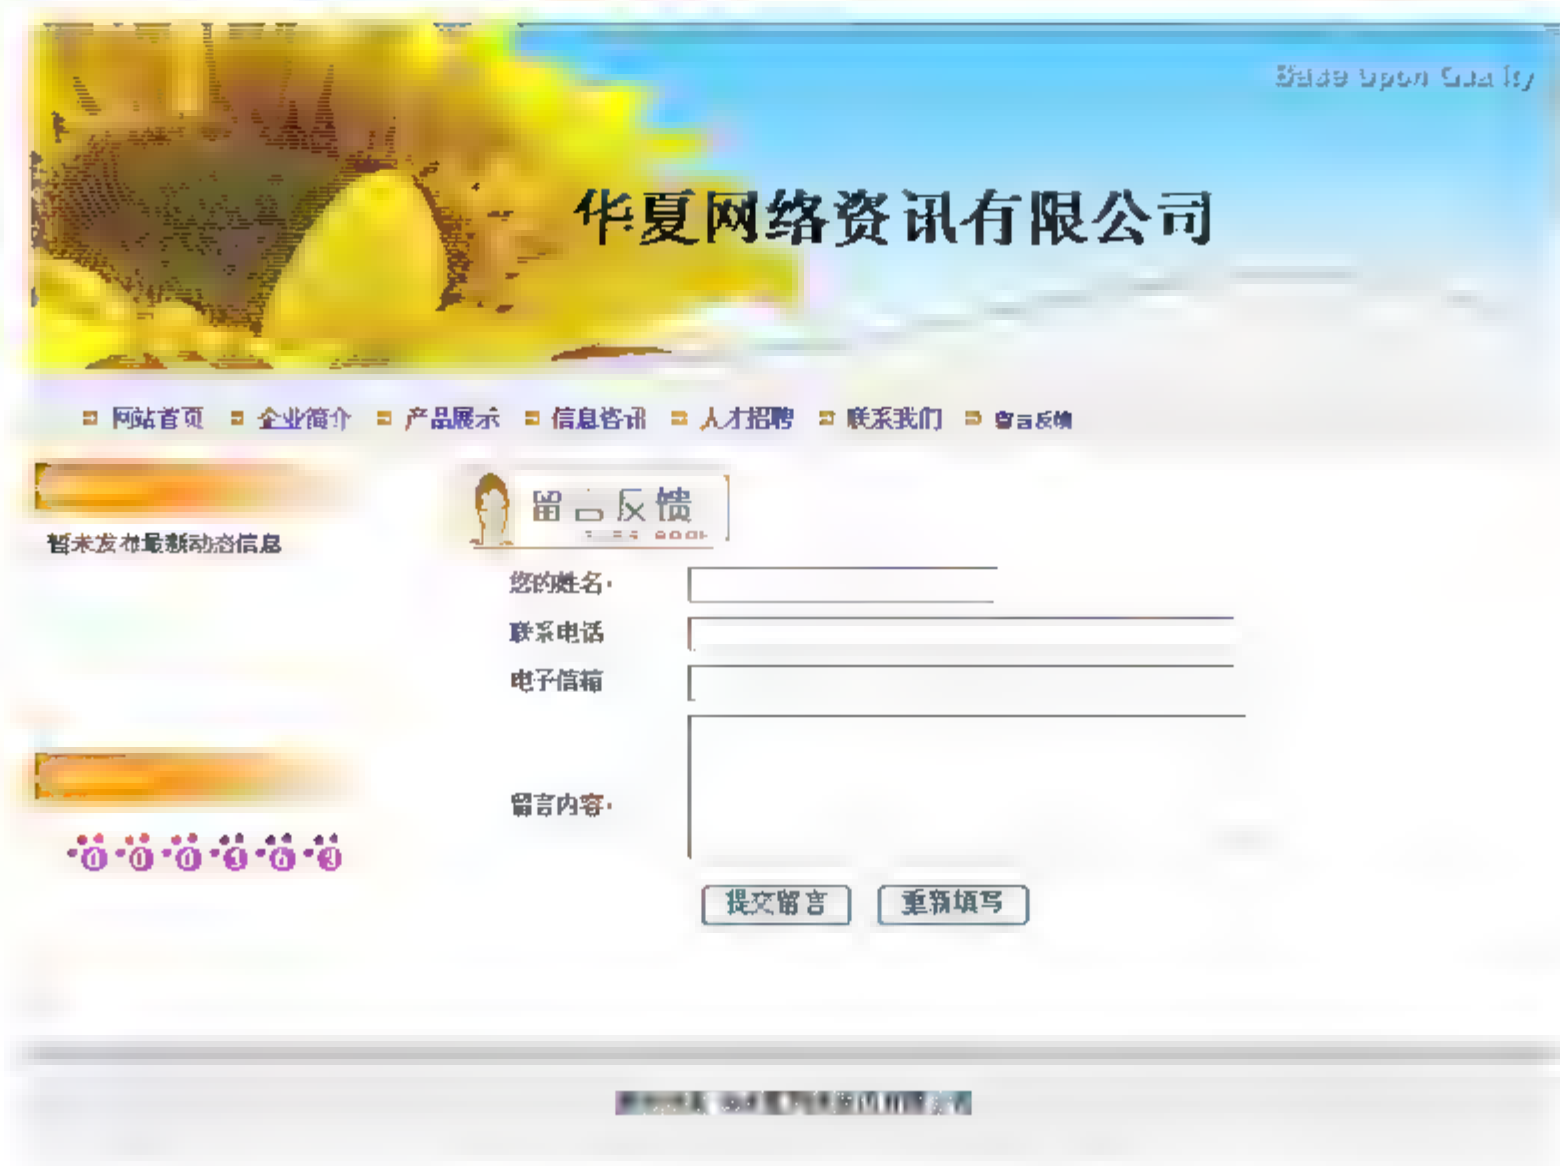 Base Upon Quality
华夏网络资讯有限公司
网站首页 企业简介 产品展示 信息咨讯 人才招聘 联系我们 留言反馈
留言反馈
暂未发布最新动态信息
您的姓名:
联系电话
电子信箱
留言内容:
000363
提交留言 重新填写